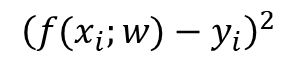 (f(xᵢ; w) − yᵢ)²